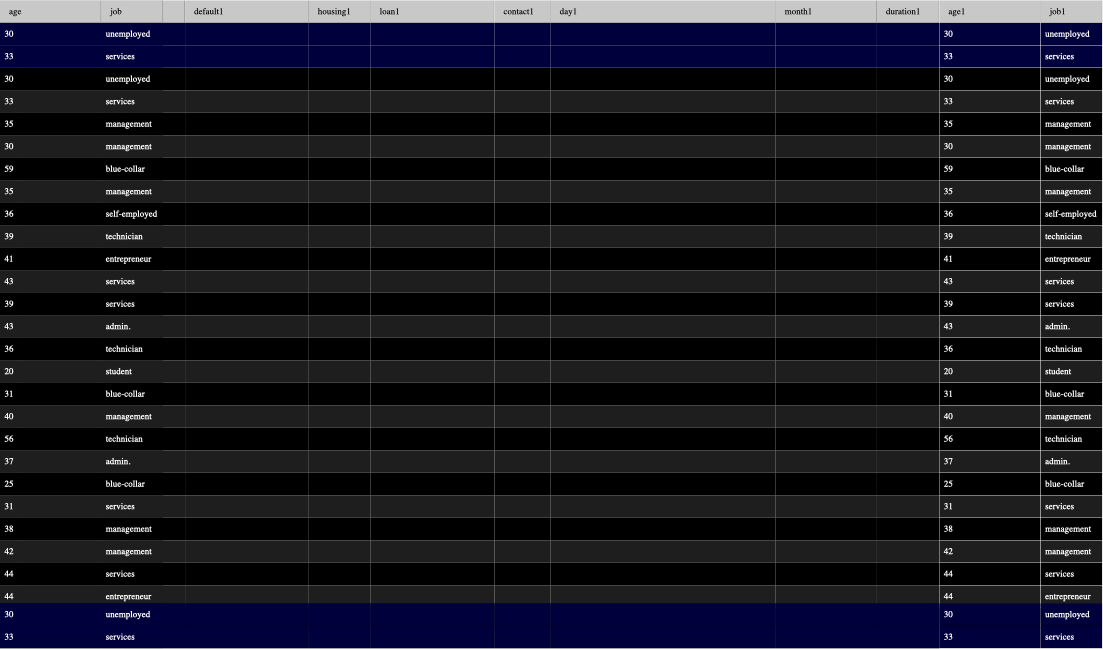 age job default1 housing1 loan1 contact1 day1 month1 duration1 age1 job1
30 unemployed 30 unemployed
33 services 33 services
30 unemployed 30 unemployed
33 services 33 services
35 management 35 management
30 management 30 management
59 blue-collar 59 blue-collar
35 management 35 management
36 self-employed 36 self-employed
39 technician 39 technician
41 entrepreneur 41 entrepreneur
43 services 43 services
39 services 39 services
43 admin. 43 admin.
36 technician 36 technician
20 student 20 student
31 blue-collar 31 blue-collar
40 management 40 management
56 technician 56 technician
37 admin. 37 admin.
25 blue-collar 25 blue-collar
31 services 31 services
38 management 38 management
42 management 42 management
44 services 44 services
44 entrepreneur 44 entrepreneur
30 unemployed 30 unemployed
33 services 33 services